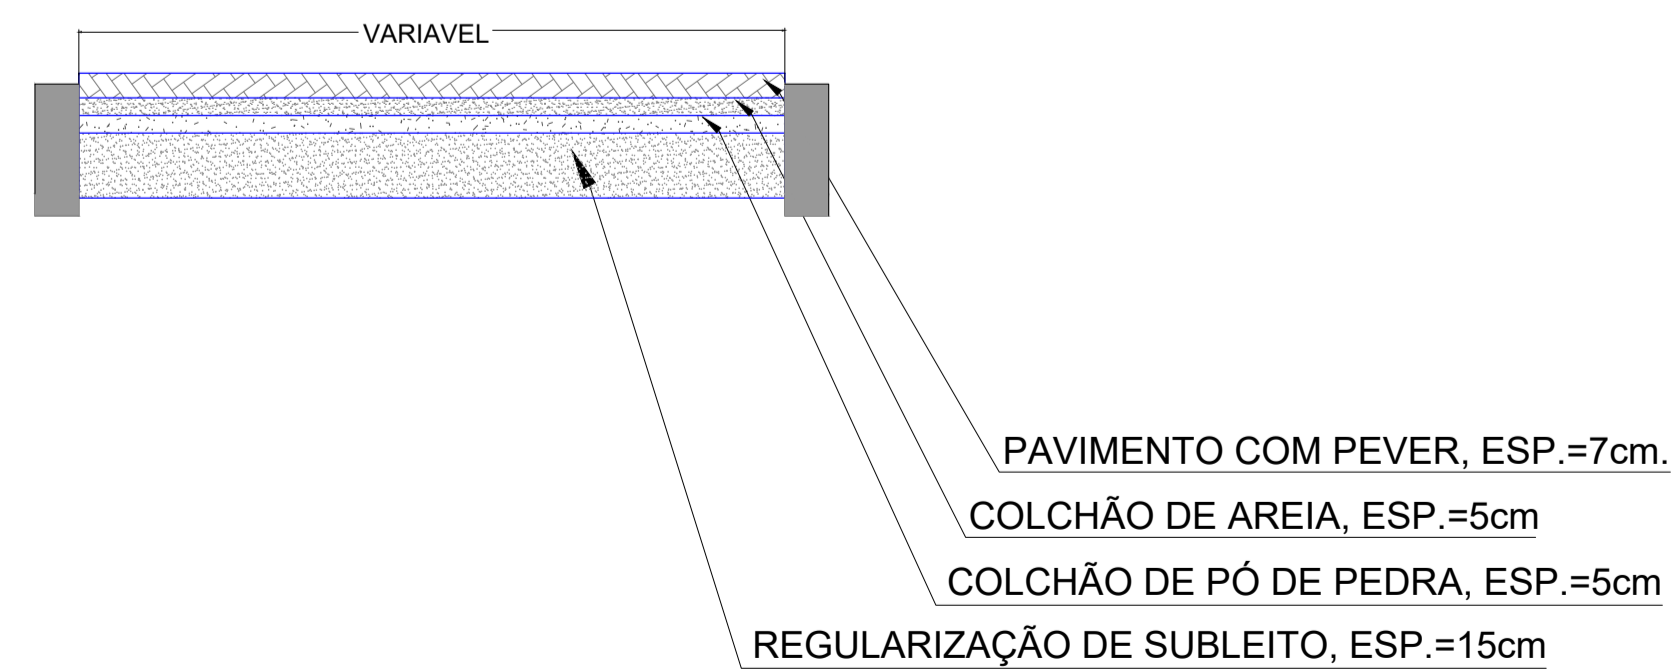 VARIAVEL
PAVIMENTO COM PEVER, ESP.=7cm.
COLCHÃO DE AREIA, ESP.=5cm
COLCHÃO DE PÓ DE PEDRA, ESP.=5cm
REGULARIZAÇÃO DE SUBLEITO, ESP.=15cm